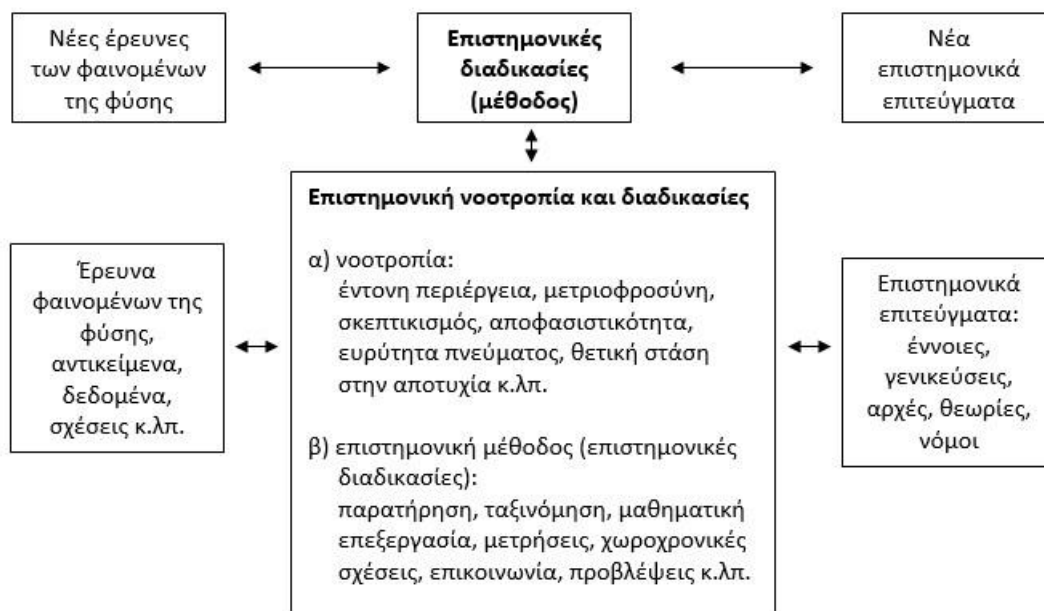 Νέες έρευνες
των φαινομένων
της φύσης
Επιστημονικές
διαδικασίες
(μέθοδος)
Νέα
επιστημονικά
επιτεύγματα
Έρευνα
φαινομένων της
φύσης,
αντικείμενα,
δεδομένα,
σχέσεις κ.λπ.
Επιστημονική νοοτροπία και διαδικασίες
α) νοοτροπία:
έντονη περιέργεια, μετριοφροσύνη,
σκεπτικισμός, αποφασιστικότητα,
ευρύτητα πνεύματος, θετική στάση
στην αποτυχία κ.λπ.
β) επιστημονική μέθοδος (επιστημονικές
διαδικασίες):
παρατήρηση, ταξινόμηση, μαθηματική
επεξεργασία, μετρήσεις, χωροχρονικές
σχέσεις, επικοινωνία, προβλέψεις κ.λπ.
Επιστημονικά
επιτεύγματα:
έννοιες,
γενικεύσεις,
αρχές, θεωρίες,
νόμοι